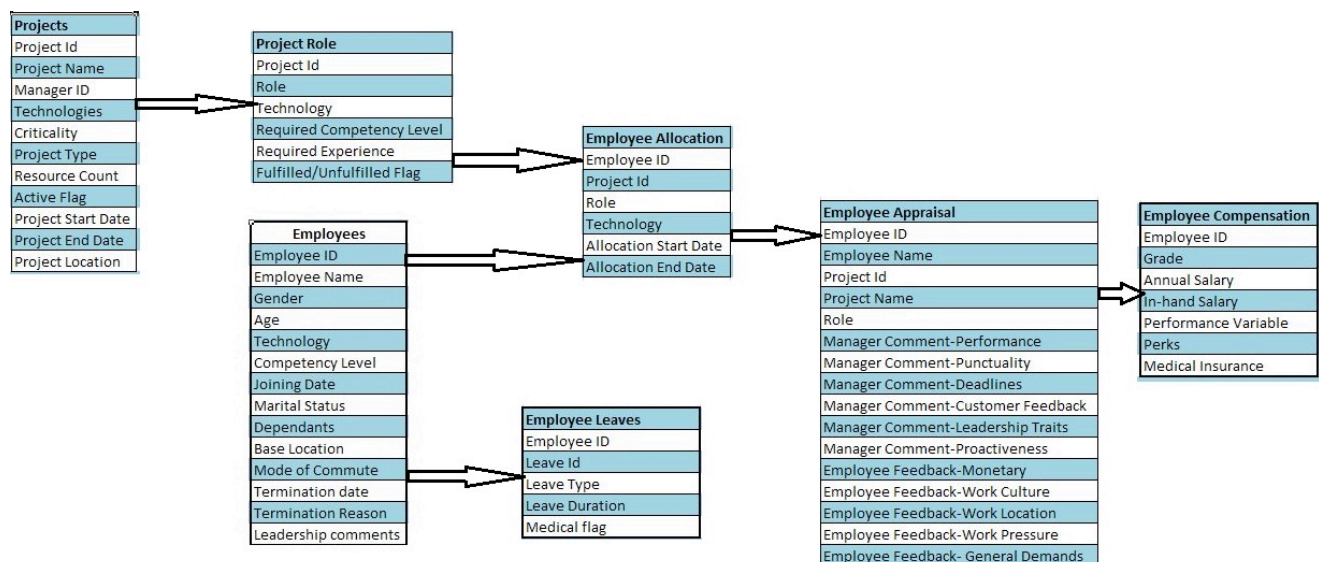 Projects
Project Id
Project Name
Manager ID
Technologies
Criticality
Project Type
Resource Count
Active Flag
Project Start Date
Project End Date
Project Location
Project Role
Project Id
Role
Technology
Required Competency Level
Required Experience
Fulfilled/Unfulfilled Flag
Employees
Employee ID
Employee Name
Gender
Age
Technology
Competency Level
Joining Date
Marital Status
Dependants
Base Location
Mode of Commute
Termination date
Termination Reason
Leadership comments
Employee Allocation
Employee ID
Project Id
Role
Technology
Allocation Start Date
Allocation End Date
Employee Leaves
Employee ID
Leave Id
Leave Type
Leave Duration
Medical flag
Employee Appraisal
Employee ID
Employee Name
Project Id
Project Name
Role
Manager Comment-Performance
Manager Comment-Punctuality
Manager Comment-Deadlines
Manager Comment-Customer Feedback
Manager Comment-Leadership Traits
Manager Comment-Proactiveness
Employee Feedback-Monetary
Employee Feedback-Work Culture
Employee Feedback-Work Location
Employee Feedback-Work Pressure
Employee Feedback- General Demands
Employee Compensation
Employee ID
Grade
Annual Salary
In-hand Salary
Performance Variable
Perks
Medical Insurance